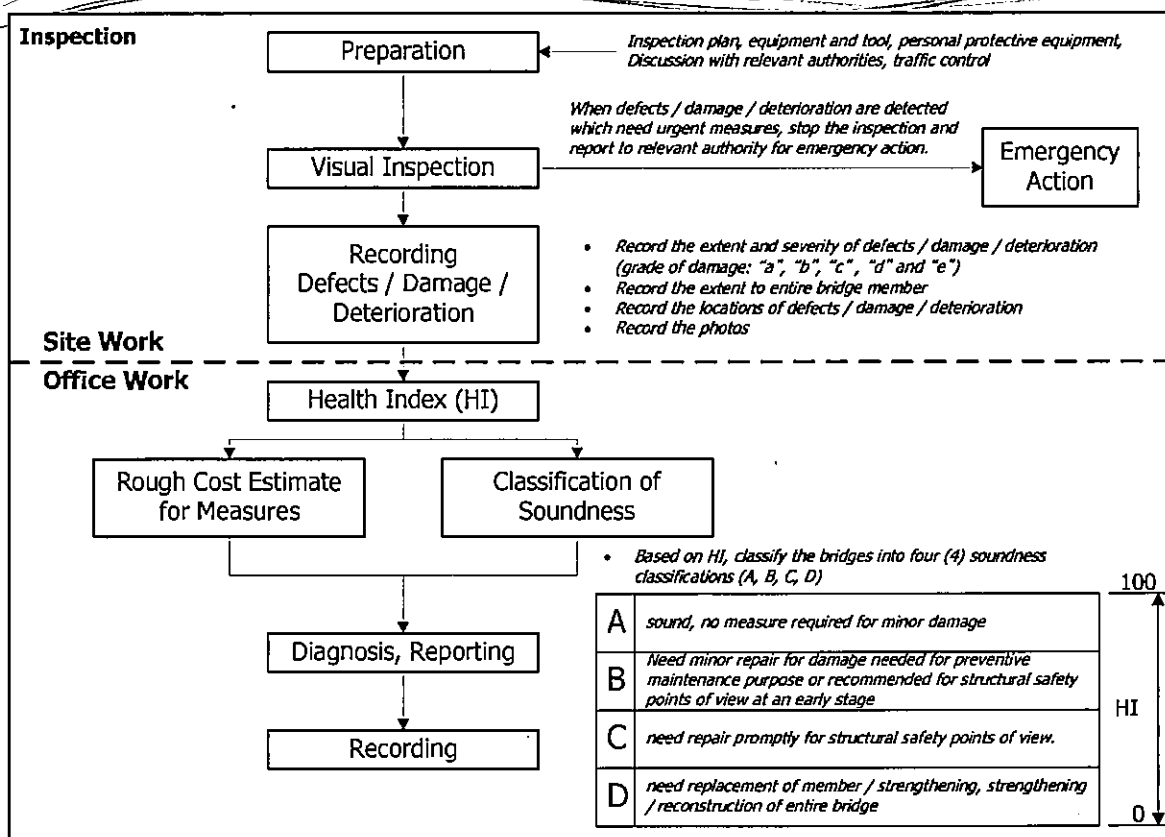 Inspection
Preparation
Inspection plan, equipment and tool, personal protective equipment,
Discussion with relevant authorities, traffic control
When defects / damage / deterioration are detected
which need urgent measures, stop the inspection and
report to relevant authority for emergency action.
Visual Inspection
Emergency
Action
Recording
Defects / Damage /
Deterioration
• Record the extent and severity of defects / damage / deterioration
(grade of damage: "a", "b", "c", "d" and "e")
• Record the extent to entire bridge member
• Record the locations of defects / damage / deterioration
• Record the photos
Site Work
Office Work
Health Index (HI)
Rough Cost Estimate
for Measures
Classification of
Soundness
• Based on HI, classify the bridges into four (4) soundness
classifications (A, B, C, D)
100
A sound, no measure required for minor damage
Diagnosis, Reporting
B Need minor repair for damage needed for preventive
maintenance purpose or recommended for structural safety
points of view at an early stage
HI
C need repair promptly for structural safety points of view.
Recording
D need replacement of member / strengthening, strengthening
/ reconstruction of entire bridge
0